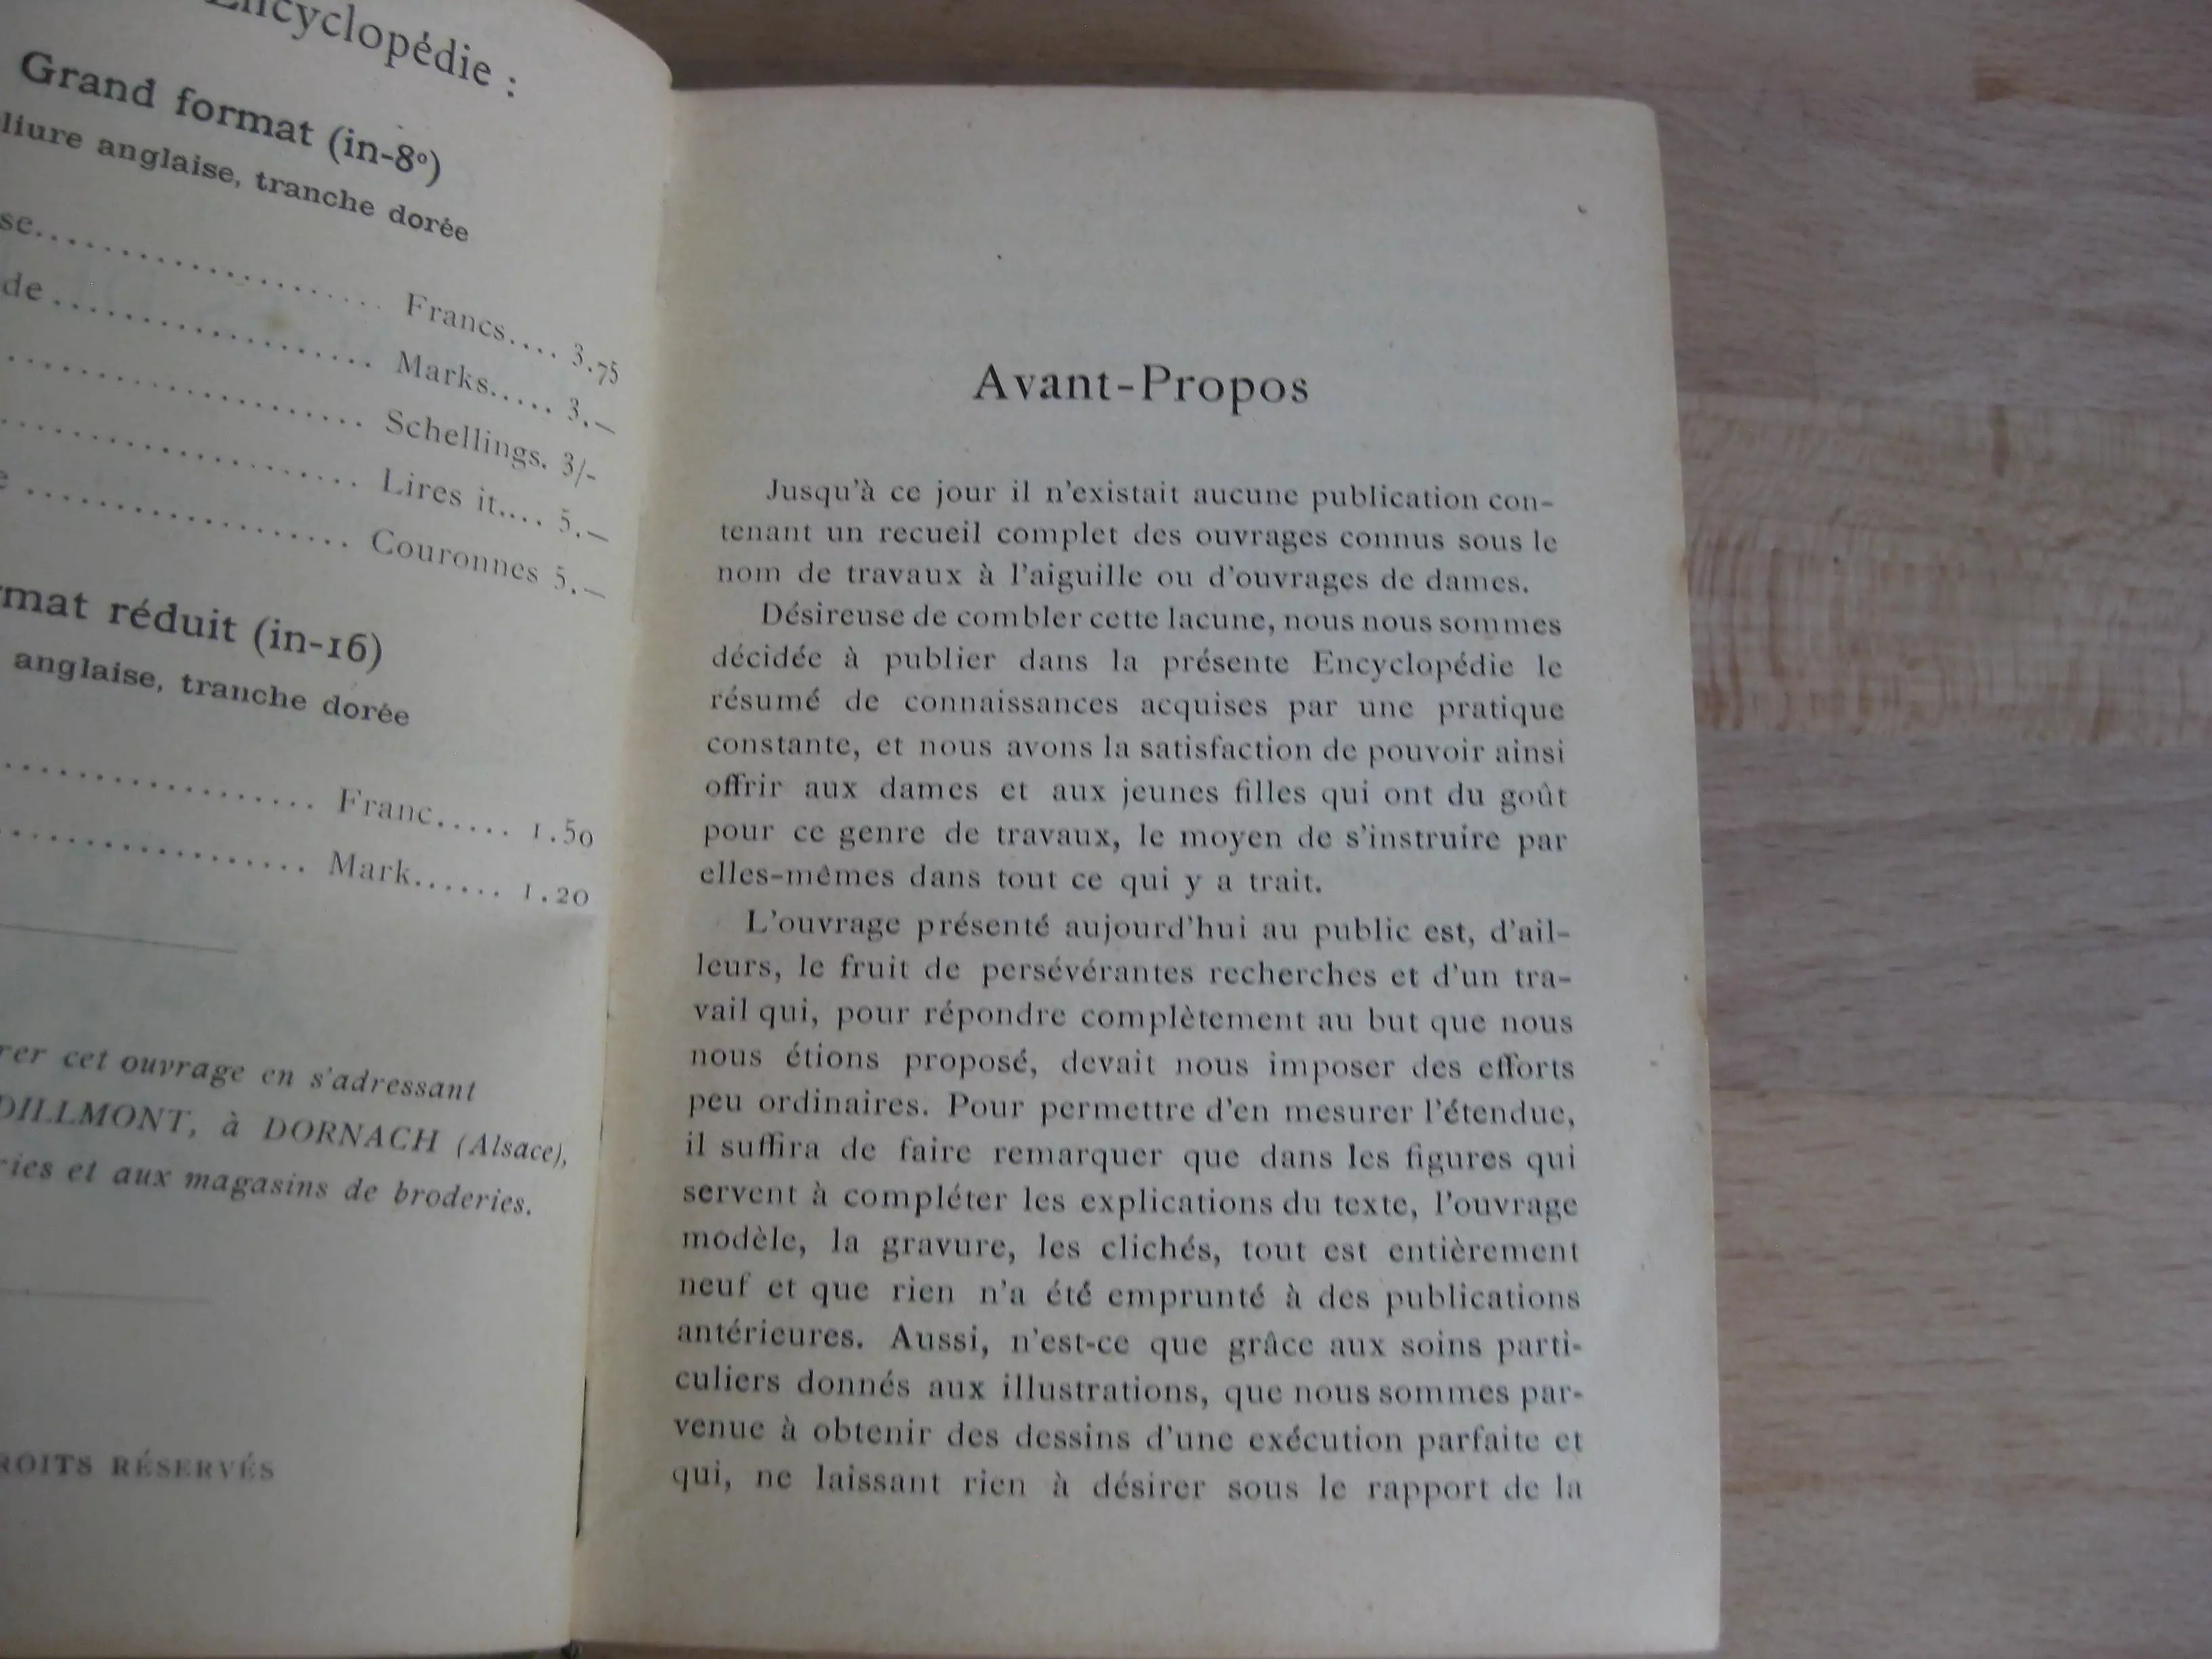 Encyclopédie :
Grand format (in-8º)
anglaise, tranche dorée
Francs.... 3.75
Marks..... 3.—
Schellings. 3/-
Lires it.... 5.—
Couronnes 5.—
réduit (in-16)
anglaise, tranche dorée
Franc..... 1.50
Mark...... 1.20
cet ouvrage en s'adressant
DILLMONT, à DORNACH (Alsace),
et aux magasins de broderies.
RÉSERVÉS
Avant-Propos
Jusqu'à ce jour il n'existait aucune publication con-
tenant un recueil complet des ouvrages connus sous le
nom de travaux à l'aiguille ou d'ouvrages de dames.
Désireuse de combler cette lacune, nous nous sommes
décidée à publier dans la présente Encyclopédie le
résumé de connaissances acquises par une pratique
constante, et nous avons la satisfaction de pouvoir ainsi
offrir aux dames et aux jeunes filles qui ont du goût
pour ce genre de travaux, le moyen de s'instruire par
elles-mêmes dans tout ce qui y a trait.
L'ouvrage présenté aujourd'hui au public est, d'ail-
leurs, le fruit de persévérantes recherches et d'un tra-
vail qui, pour répondre complètement au but que nous
nous étions proposé, devait nous imposer des efforts
peu ordinaires. Pour permettre d'en mesurer l'étendue,
il suffira de faire remarquer que dans les figures qui
servent à compléter les explications du texte, l'ouvrage
modèle, la gravure, les clichés, tout est entièrement
neuf et que rien n'a été emprunté à des publications
antérieures. Aussi, n'est-ce que grâce aux soins parti-
culiers donnés aux illustrations, que nous sommes par-
venue à obtenir des dessins d'une exécution parfaite et
qui, ne laissant rien à désirer sous le rapport de la